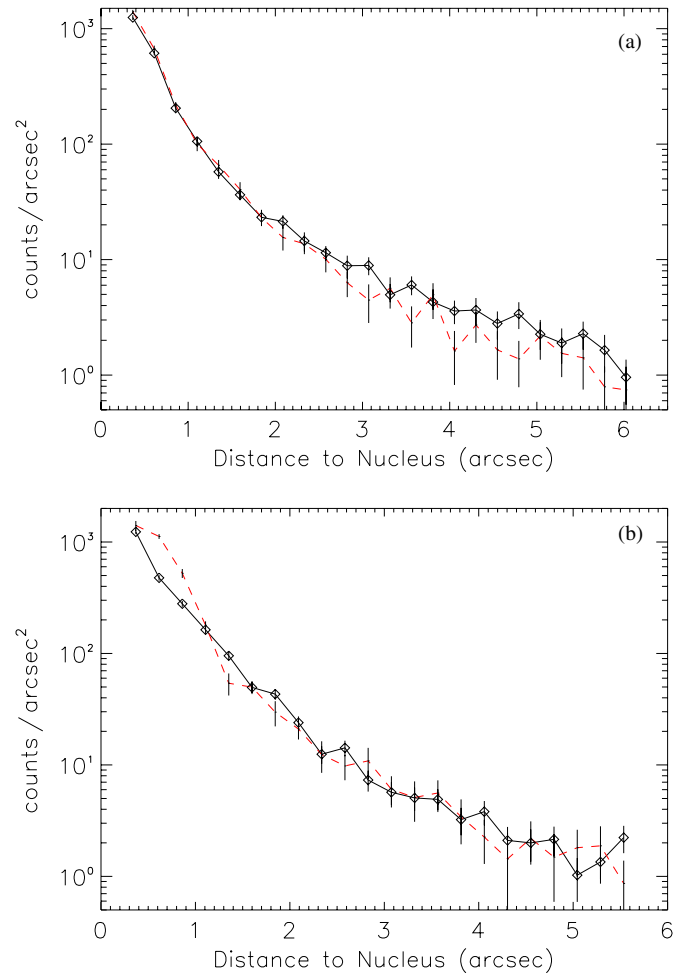 (a)
10³
10²
10¹
10⁰
counts/arcsec²
0 1 2 3 4 5 6
Distance to Nucleus (arcsec)
(b)
10³
10²
10¹
10⁰
counts/arcsec²
0 1 2 3 4 5 6
Distance to Nucleus (arcsec)